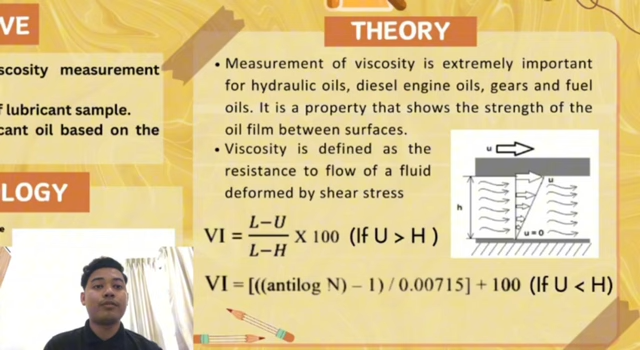 VE
scosity measurement
f lubricant sample.
cant oil based on the
LOGY
e
THEORY
• Measurement of viscosity is extremely important
for hydraulic oils, diesel engine oils, gears and fuel
oils. It is a property that shows the strength of the
oil film between surfaces.
• Viscosity is defined as the
resistance to flow of a fluid
deformed by shear stress
u
u
h
u=0
VI = L-U / L-H X 100 (If U > H )
VI = [((antilog N) – 1) / 0.00715] + 100 (If U < H)